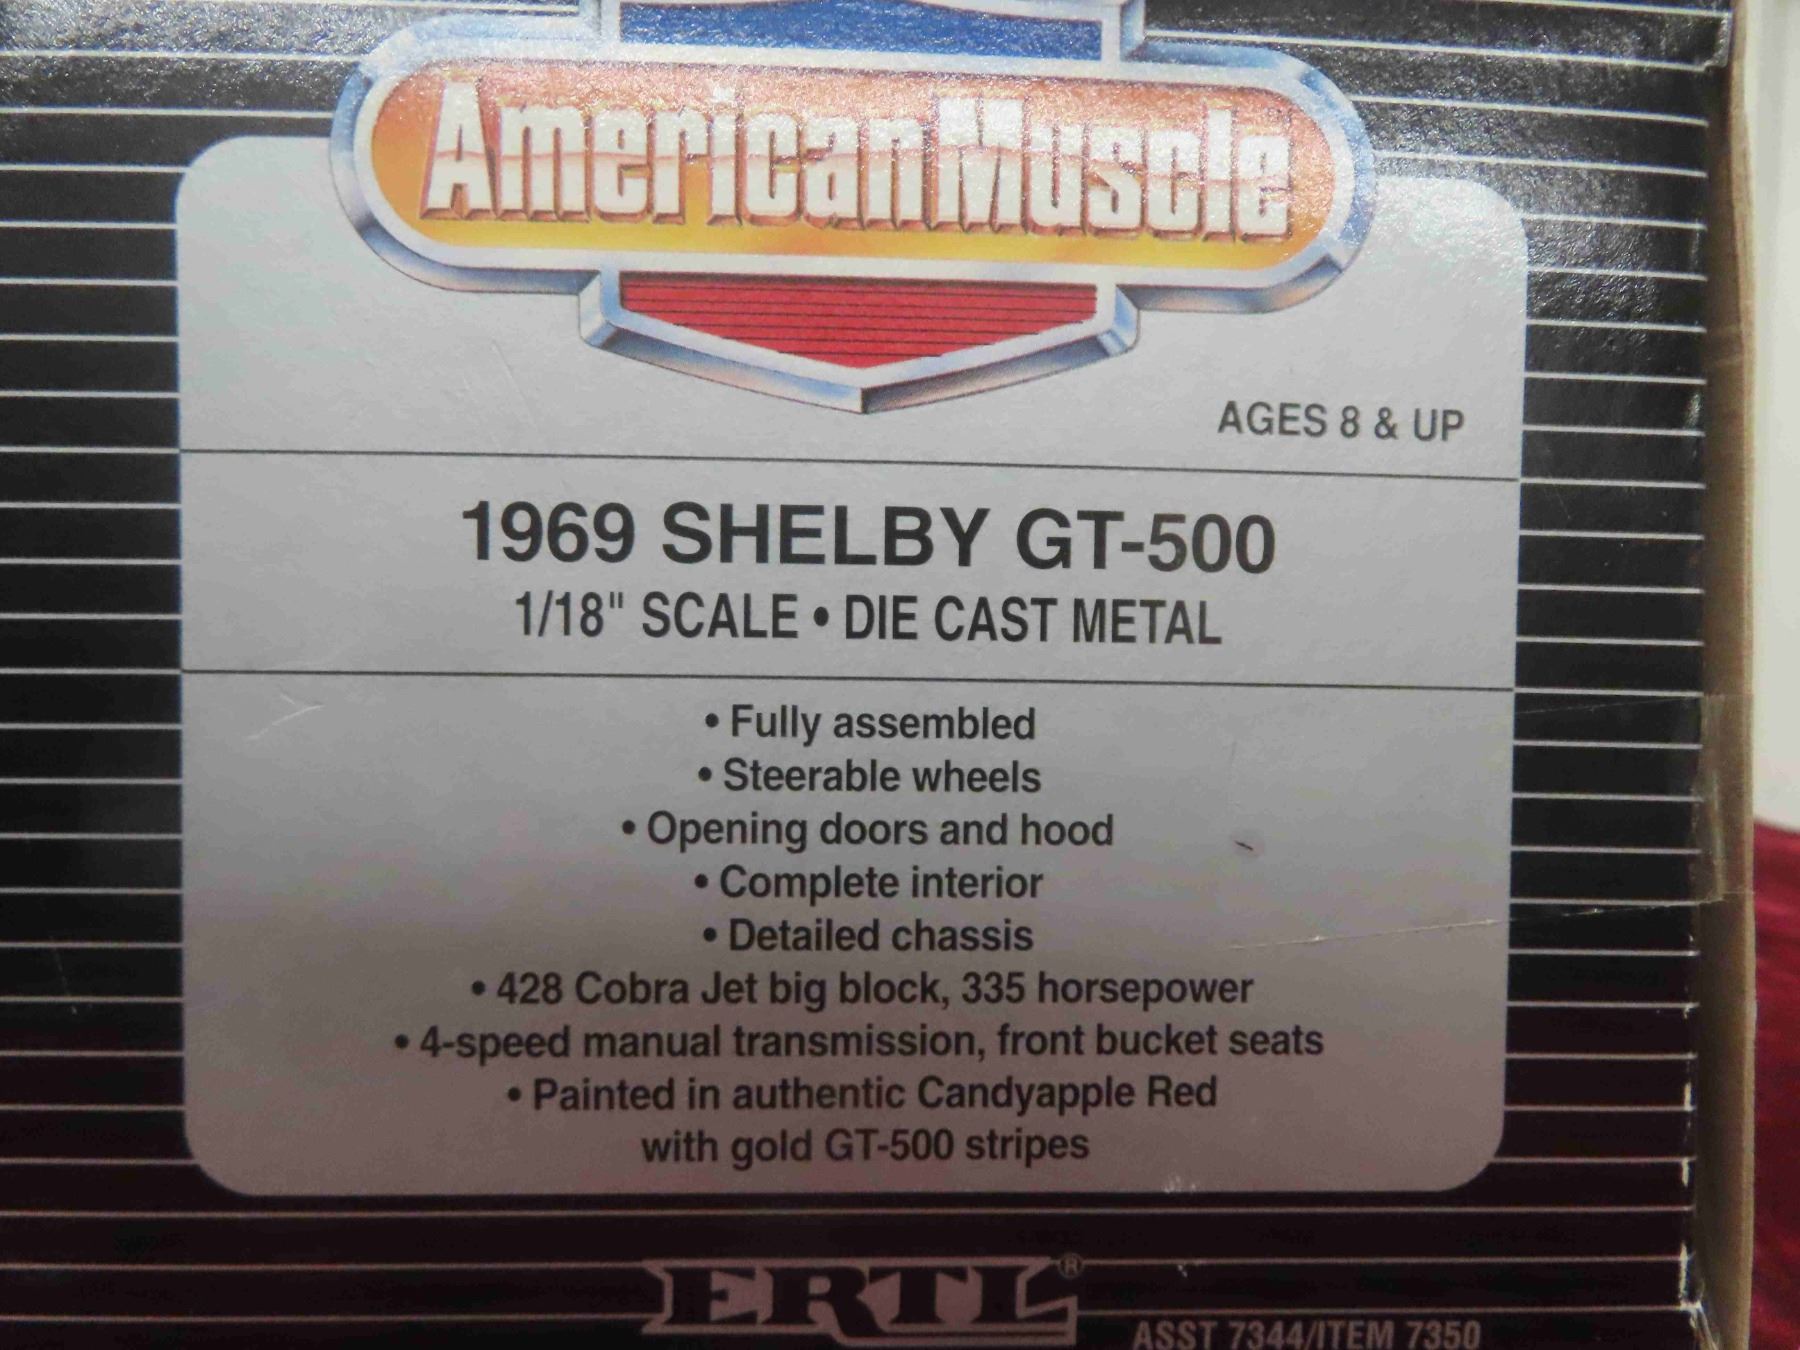 AmericanMuscle
AGES 8 & UP
1969 SHELBY GT-500
1/18" SCALE • DIE CAST METAL
• Fully assembled
• Steerable wheels
• Opening doors and hood
• Complete interior
• Detailed chassis
• 428 Cobra Jet big block, 335 horsepower
• 4-speed manual transmission, front bucket seats
• Painted in authentic Candyapple Red
with gold GT-500 stripes
ERTL®
ASST 7344/ITEM 7350